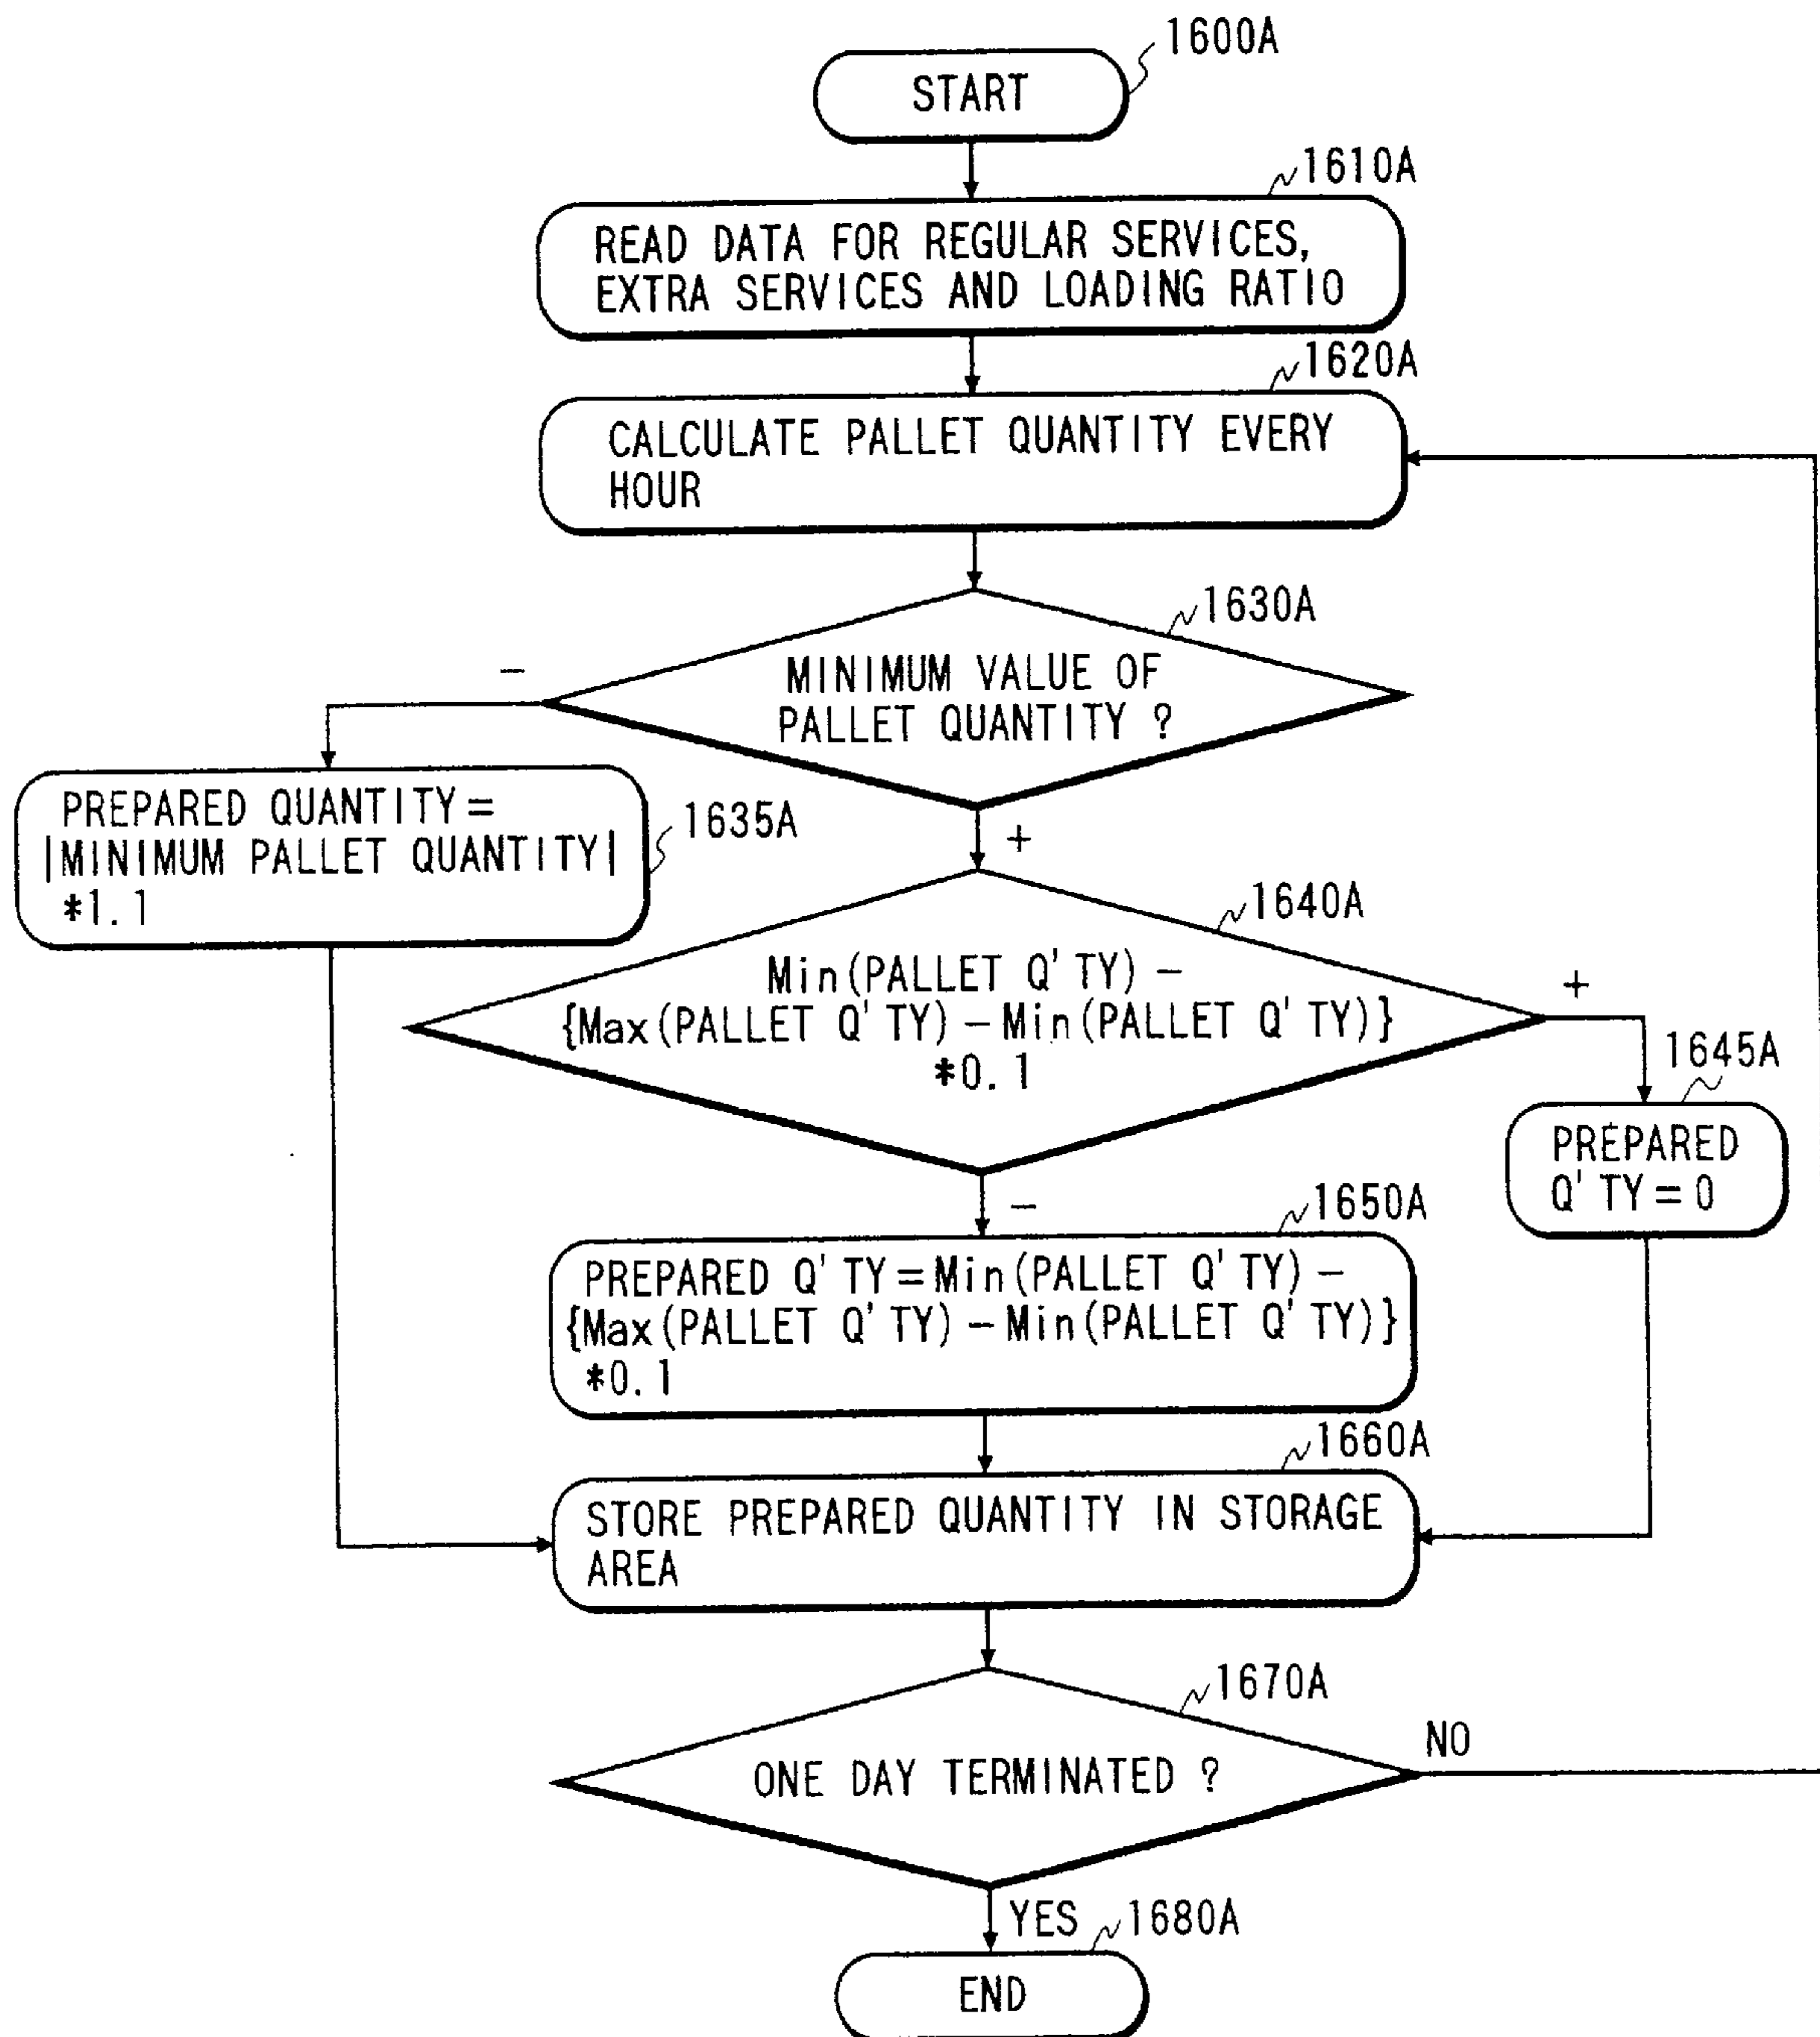 1600A
START
1610A
READ DATA FOR REGULAR SERVICES,
EXTRA SERVICES AND LOADING RATIO
1620A
CALCULATE PALLET QUANTITY EVERY
HOUR
1630A
MINIMUM VALUE OF
PALLET QUANTITY ?
−
+
PREPARED QUANTITY=
|MINIMUM PALLET QUANTITY|
*1.1
1635A
1640A
Min(PALLET Q'TY)−
{Max(PALLET Q'TY)−Min(PALLET Q'TY)}
*0.1
+
−
1645A
PREPARED
Q'TY=0
1650A
PREPARED Q'TY=Min(PALLET Q'TY)−
{Max(PALLET Q'TY)−Min(PALLET Q'TY)}
*0.1
1660A
STORE PREPARED QUANTITY IN STORAGE
AREA
1670A
ONE DAY TERMINATED ?
NO
YES
1680A
END